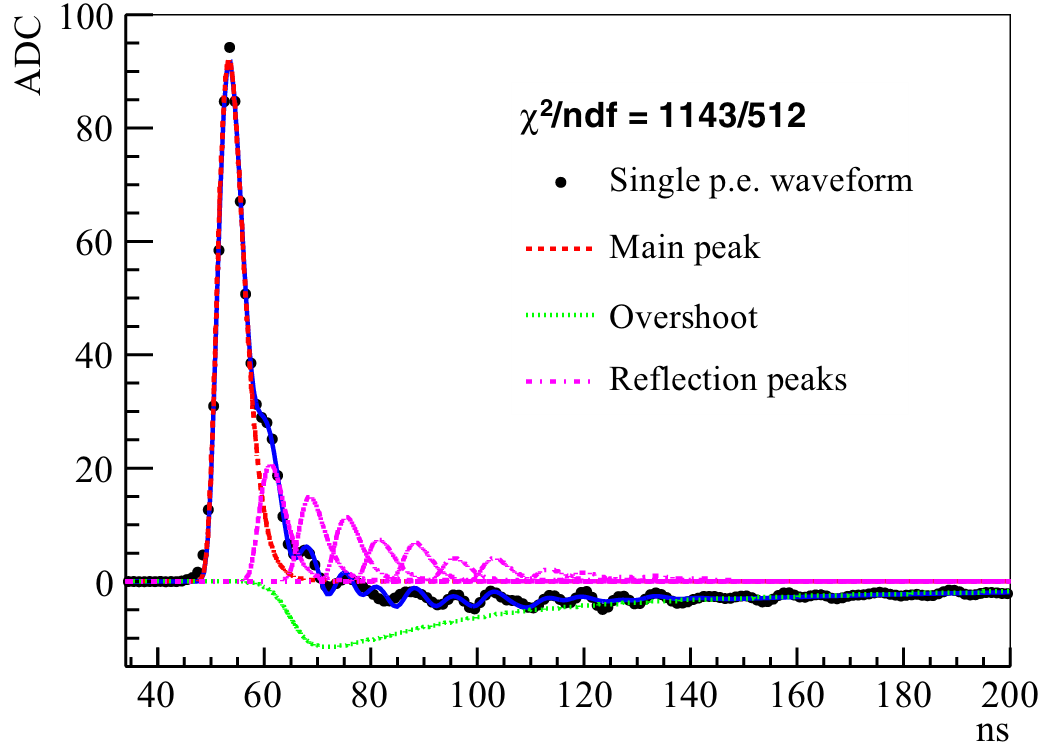 ADC
100
80
60
40
20
0
χ²/ndf = 1143/512
Single p.e. waveform
Main peak
Overshoot
Reflection peaks
40 60 80 100 120 140 160 180 200
ns